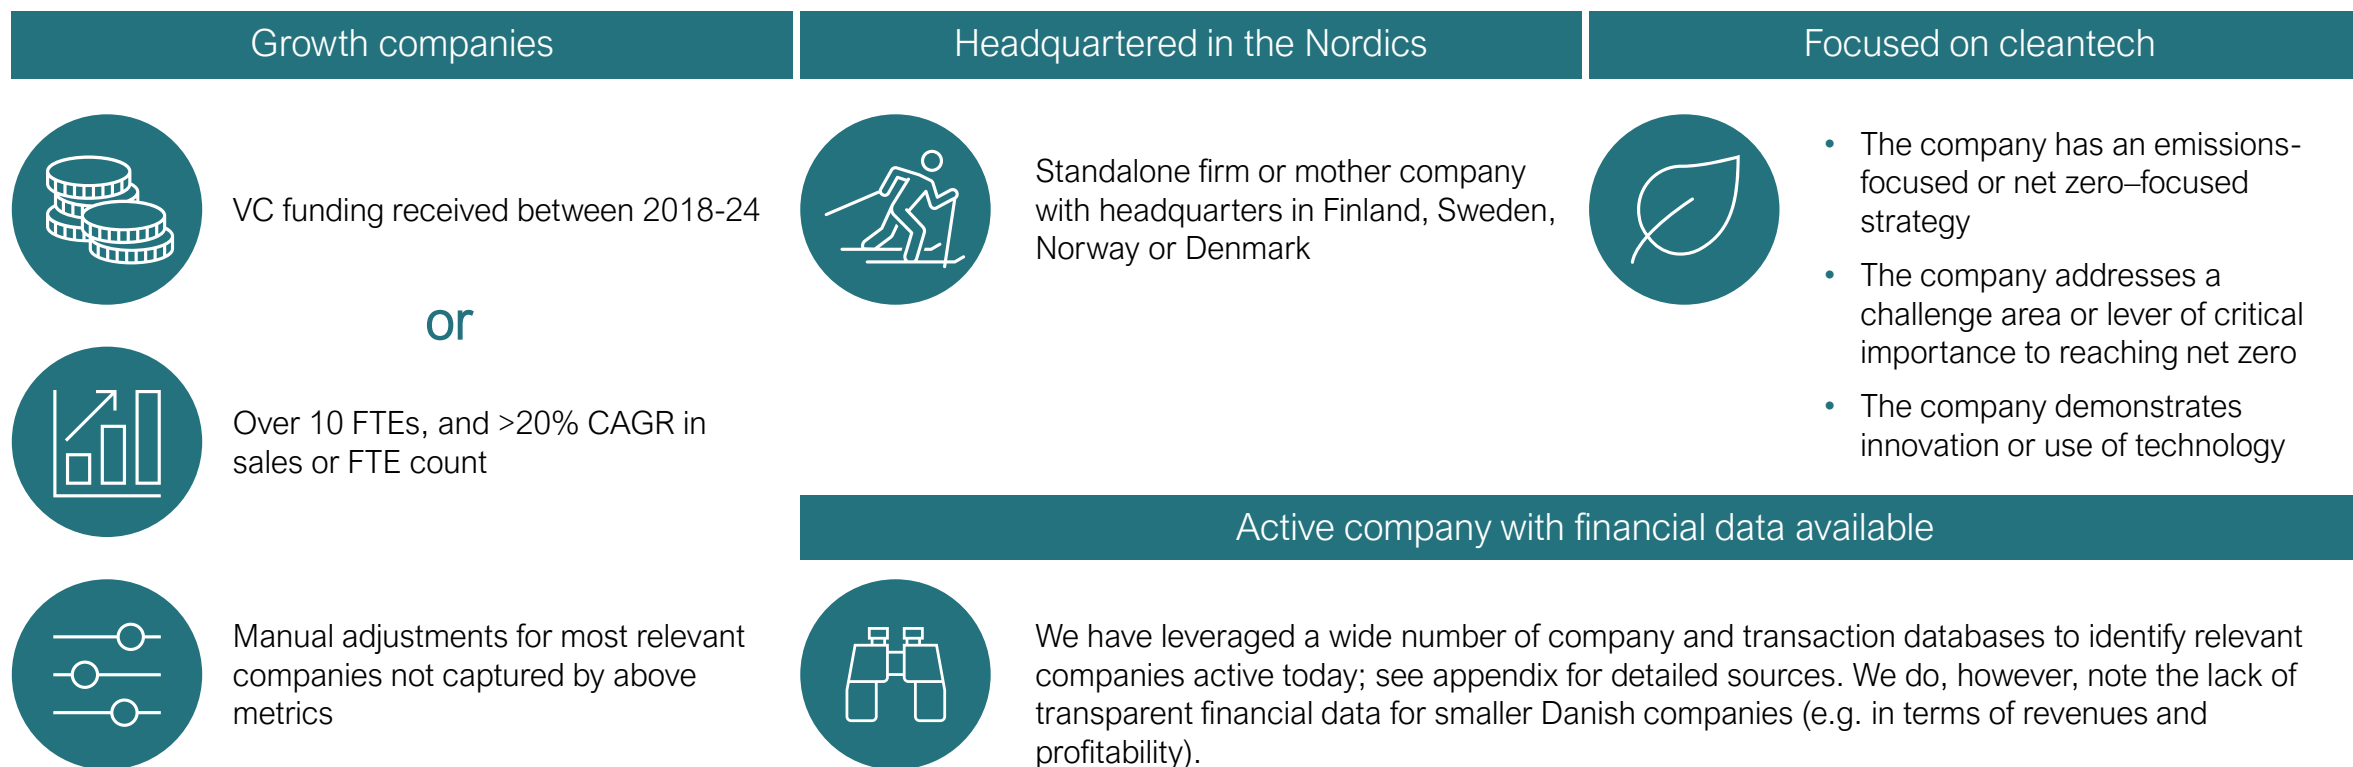 Growth companies
VC funding received between 2018-24
or
Over 10 FTEs, and >20% CAGR in
sales or FTE count
Manual adjustments for most relevant
companies not captured by above
metrics
Headquartered in the Nordics
Standalone firm or mother company
with headquarters in Finland, Sweden,
Norway or Denmark
Focused on cleantech
• The company has an emissions-
focused or net zero–focused
strategy
• The company addresses a
challenge area or lever of critical
importance to reaching net zero
• The company demonstrates
innovation or use of technology
Active company with financial data available
We have leveraged a wide number of company and transaction databases to identify relevant
companies active today; see appendix for detailed sources. We do, however, note the lack of
transparent financial data for smaller Danish companies (e.g. in terms of revenues and
profitability).